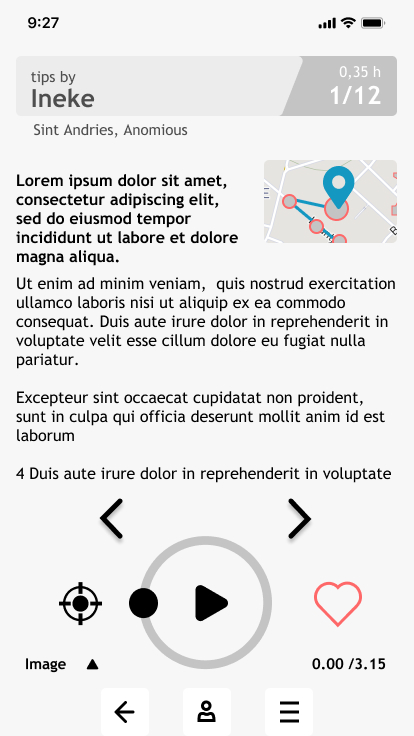 9:27
tips by
0,35 h
Ineke
1/12
Sint Andries, Anomious
Lorem ipsum dolor sit amet,
consectetur adipiscing elit,
sed do eiusmod tempor
incididunt ut labore et dolore
magna aliqua.
Ut enim ad minim veniam,  quis nostrud exercitation
ullamco laboris nisi ut aliquip ex ea commodo
consequat. Duis aute irure dolor in reprehenderit in
voluptate velit esse cillum dolore eu fugiat nulla
pariatur.
Excepteur sint occaecat cupidatat non proident,
sunt in culpa qui officia deserunt mollit anim id est
laborum
4 Duis aute irure dolor in reprehenderit in voluptate
Image
0.00 /3.15